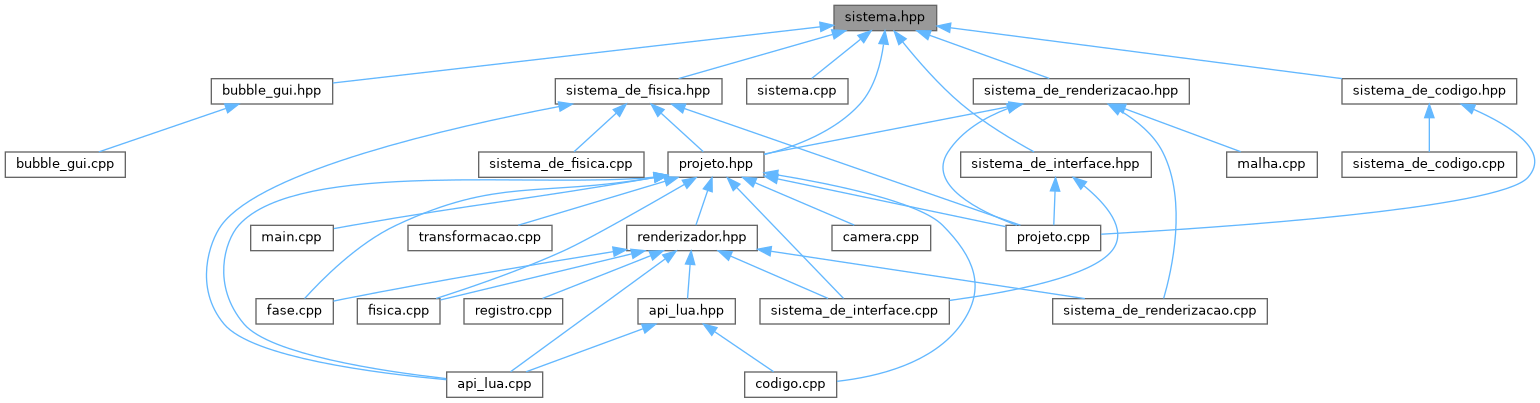 sistema.hpp
bubble_gui.hpp
sistema_de_fisica.hpp
sistema.cpp
sistema_de_renderizacao.hpp
sistema_de_codigo.hpp
bubble_gui.cpp
sistema_de_fisica.cpp
projeto.hpp
sistema_de_interface.hpp
malha.cpp
sistema_de_codigo.cpp
main.cpp
transformacao.cpp
renderizador.hpp
camera.cpp
projeto.cpp
fase.cpp
fisica.cpp
registro.cpp
api_lua.hpp
sistema_de_interface.cpp
sistema_de_renderizacao.cpp
api_lua.cpp
codigo.cpp